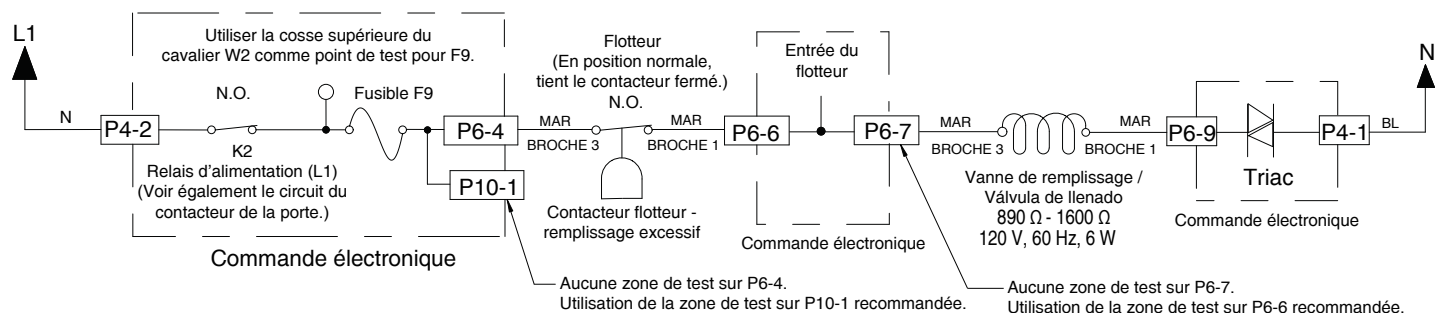 L1
Utiliser la cosse supérieure du
cavalier W2 comme point de test pour F9.
N.O.
Fusible F9
N
P4-2
K2
Relais d'alimentation (L1)
(Voir également le circuit du
contacteur de la porte.)
P6-4
P10-1
Commande électronique
Flotteur
(En position normale,
tient le contacteur fermé.)
N.O.
MAR
BROCHE 3
MAR
BROCHE 1
Contacteur flotteur -
remplissage excessif
Entrée du
flotteur
P6-6
P6-7
Commande électronique
MAR
BROCHE 3
MAR
BROCHE 1
Vanne de remplissage /
Válvula de llenado
890 Ω - 1600 Ω
120 V, 60 Hz, 6 W
P6-9
P4-1
Triac
Commande électronique
BL
N
Aucune zone de test sur P6-4.
Utilisation de la zone de test sur P10-1 recommandée.
Aucune zone de test sur P6-7.
Utilisation de la zone de test sur P6-6 recommandée.